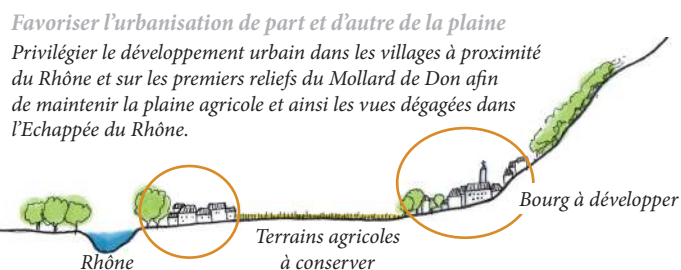 Favoriser l'urbanisation de part et d'autre de la plaine
Privilégier le développement urbain dans les villages à proximité
du Rhône et sur les premiers reliefs du Mollard de Don afin
de maintenir la plaine agricole et ainsi les vues dégagées dans
l'Echappée du Rhône.
Bourg à développer
Terrains agricoles
à conserver
Rhône